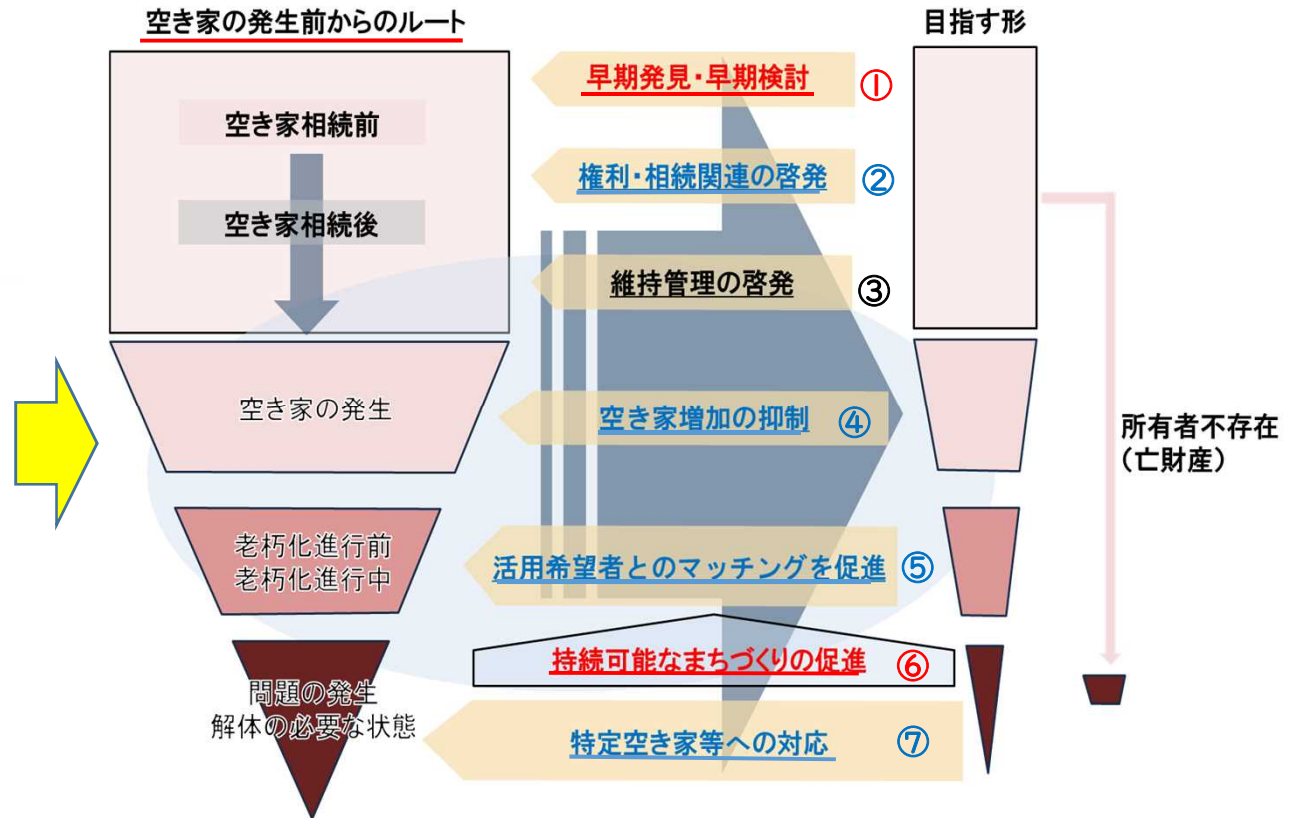 空き家の発生前からのルート
目指す形
早期発見・早期検討 ①
空き家相続前
権利・相続関連の啓発 ②
空き家相続後
維持管理の啓発 ③
空き家の発生
空き家増加の抑制 ④
所有者不存在
(亡財産)
老朽化進行前
老朽化進行中
活用希望者とのマッチングを促進 ⑤
持続可能なまちづくりの促進 ⑥
問題の発生
解体の必要な状態
特定空き家等への対応 ⑦